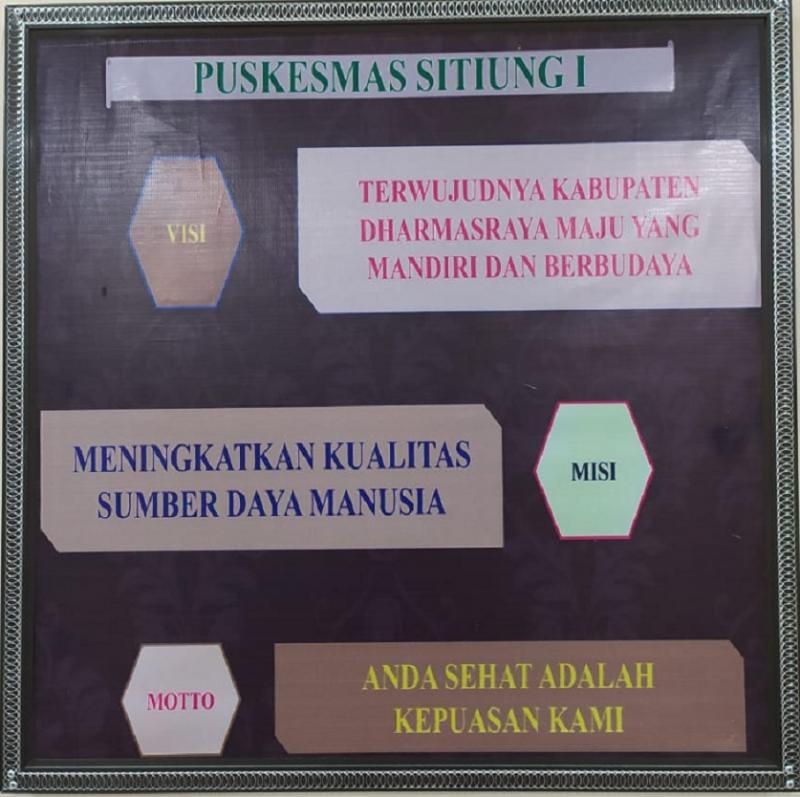 PUSKESMAS SITIUNG I
VISI
TERWUJUDNYA KABUPATEN
DHARMASRAYA MAJU YANG
MANDIRI DAN BERBUDAYA
MENINGKATKAN KUALITAS
SUMBER DAYA MANUSIA
MISI
MOTTO
ANDA SEHAT ADALAH
KEPUASAN KAMI